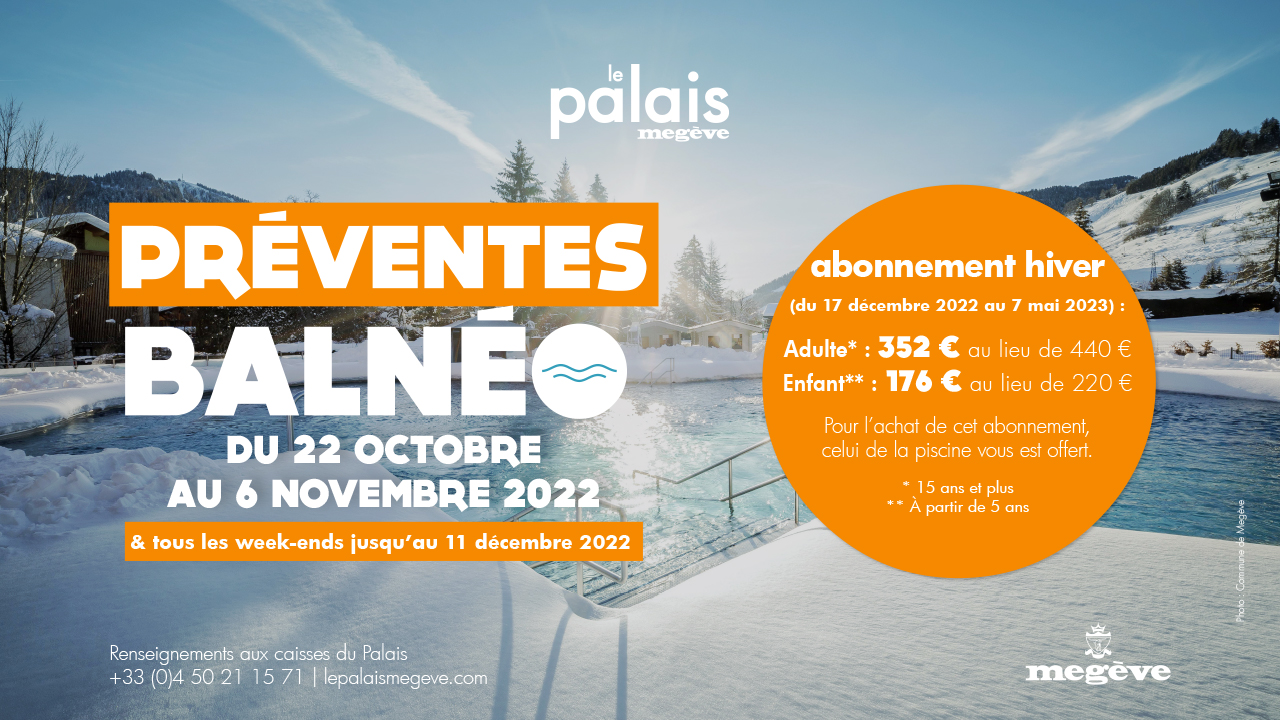 le
palais
megève
PRÉVENTES
BALNÉO
DU 22 OCTOBRE
AU 6 NOVEMBRE 2022
& tous les week-ends jusqu'au 11 décembre 2022
abonnement hiver
(du 17 décembre 2022 au 7 mai 2023) :
Adulte* : 352 € au lieu de 440 €
Enfant** : 176 € au lieu de 220 €
Pour l'achat de cet abonnement,
celui de la piscine vous est offert.
* 15 ans et plus
** À partir de 5 ans
Renseignements aux caisses du Palais
+33 (0)4 50 21 15 71 | lepalaismegeve.com
megève
Photo : Commune de Megève